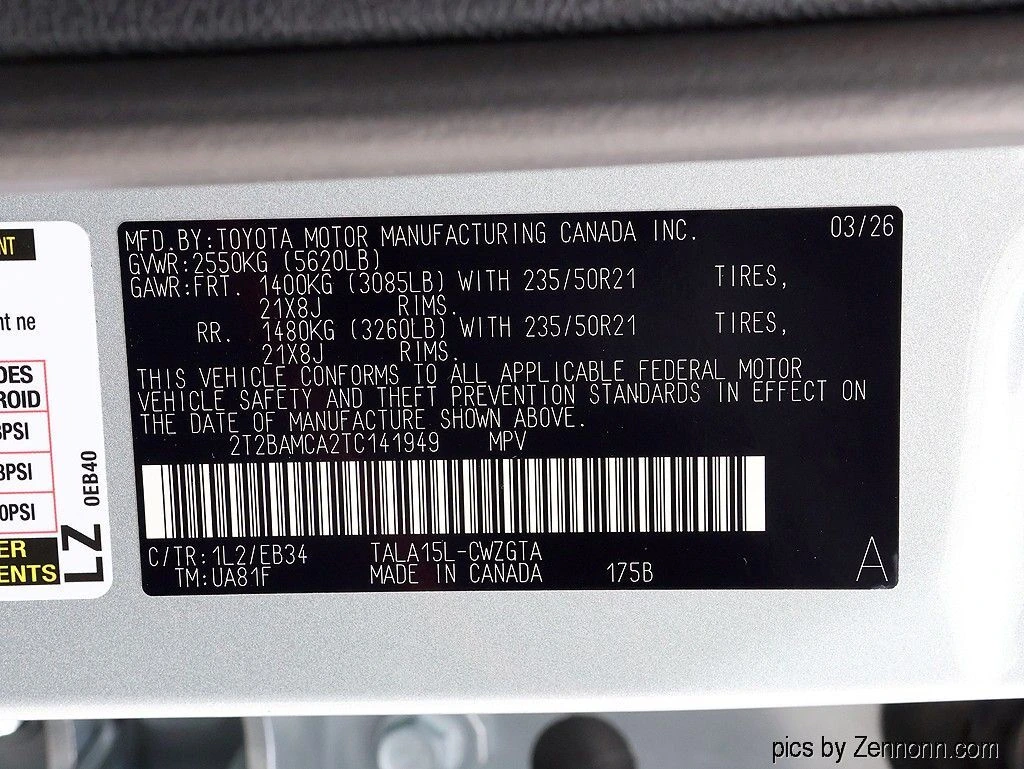 MFD.BY:TOYOTA MOTOR MANUFACTURING CANADA INC. 03/26
GVWR:2550KG (5620LB)
GAWR:FRT. 1400KG (3085LB) WITH 235/50R21 TIRES,
21X8J RIMS.
RR. 1480KG (3260LB) WITH 235/50R21 TIRES,
21X8J RIMS.
THIS VEHICLE CONFORMS TO ALL APPLICABLE FEDERAL MOTOR
VEHICLE SAFETY AND THEFT PREVENTION STANDARDS IN EFFECT ON
THE DATE OF MANUFACTURE SHOWN ABOVE.
2T2BAMCA2TC141949 MPV
C/TR:1L2/EB34 TALA15L-CWZGTA
TM:UA81F MADE IN CANADA 175B A
NT
nt ne
DES
ROID
PSI
PSI
0PSI
ER
ENTS
LZ 0EB40
pics by Zennonn.com